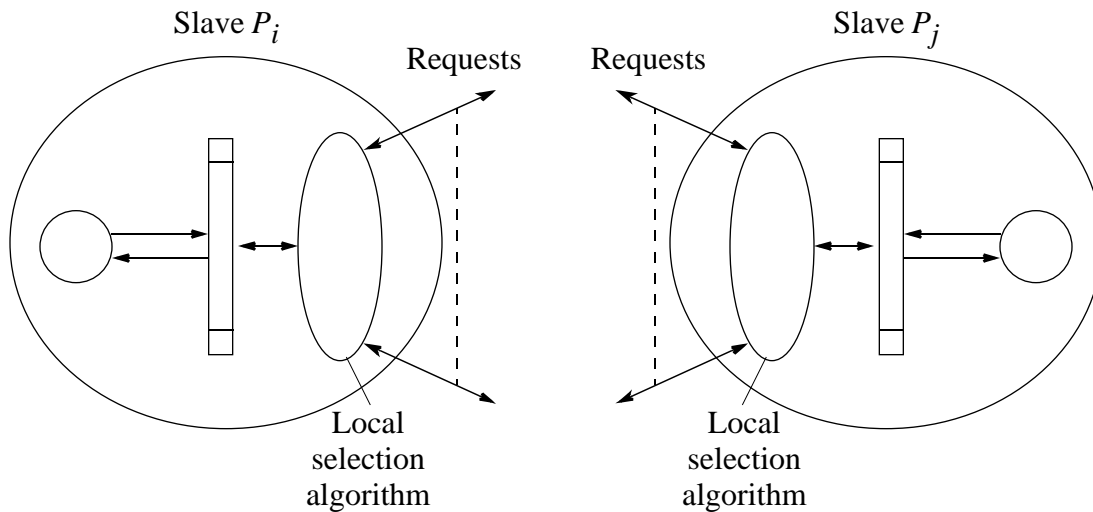 Slave P_i
Slave P_j
Requests
Requests
Local
selection
algorithm
Local
selection
algorithm